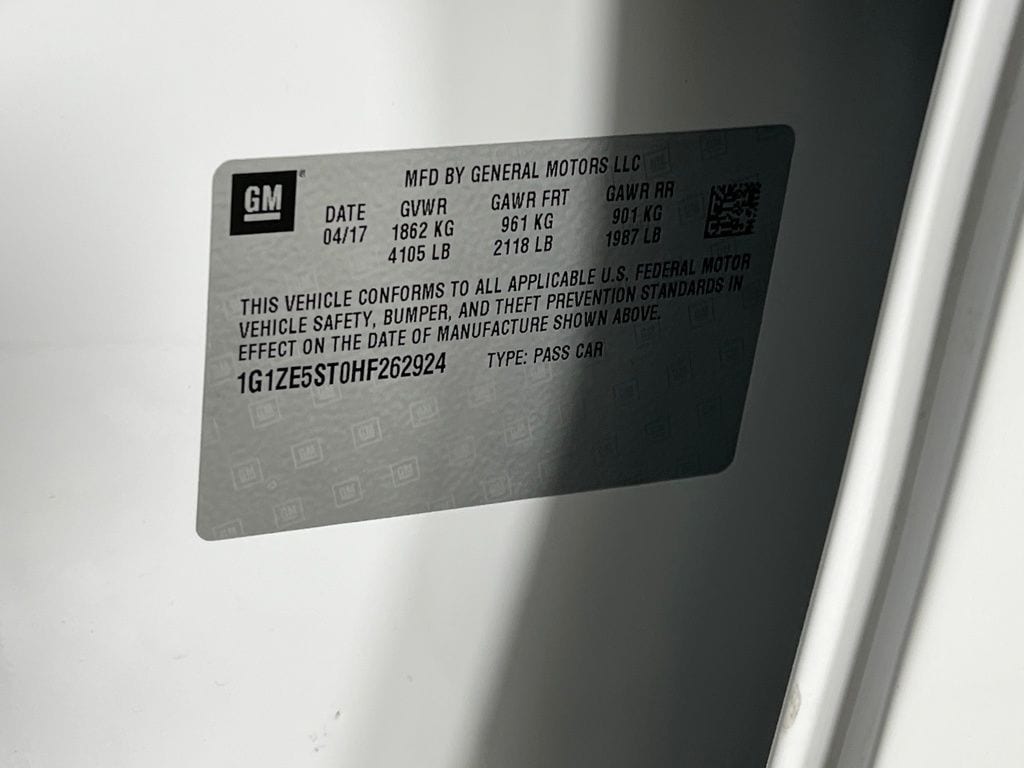 GM
MFD BY GENERAL MOTORS LLC
DATE GVWR GAWR FRT GAWR RR
04/17 1862 KG 961 KG 901 KG
4105 LB 2118 LB 1987 LB
THIS VEHICLE CONFORMS TO ALL APPLICABLE U.S. FEDERAL MOTOR
VEHICLE SAFETY, BUMPER, AND THEFT PREVENTION STANDARDS IN
EFFECT ON THE DATE OF MANUFACTURE SHOWN ABOVE.
1G1ZE5ST0HF262924 TYPE: PASS CAR